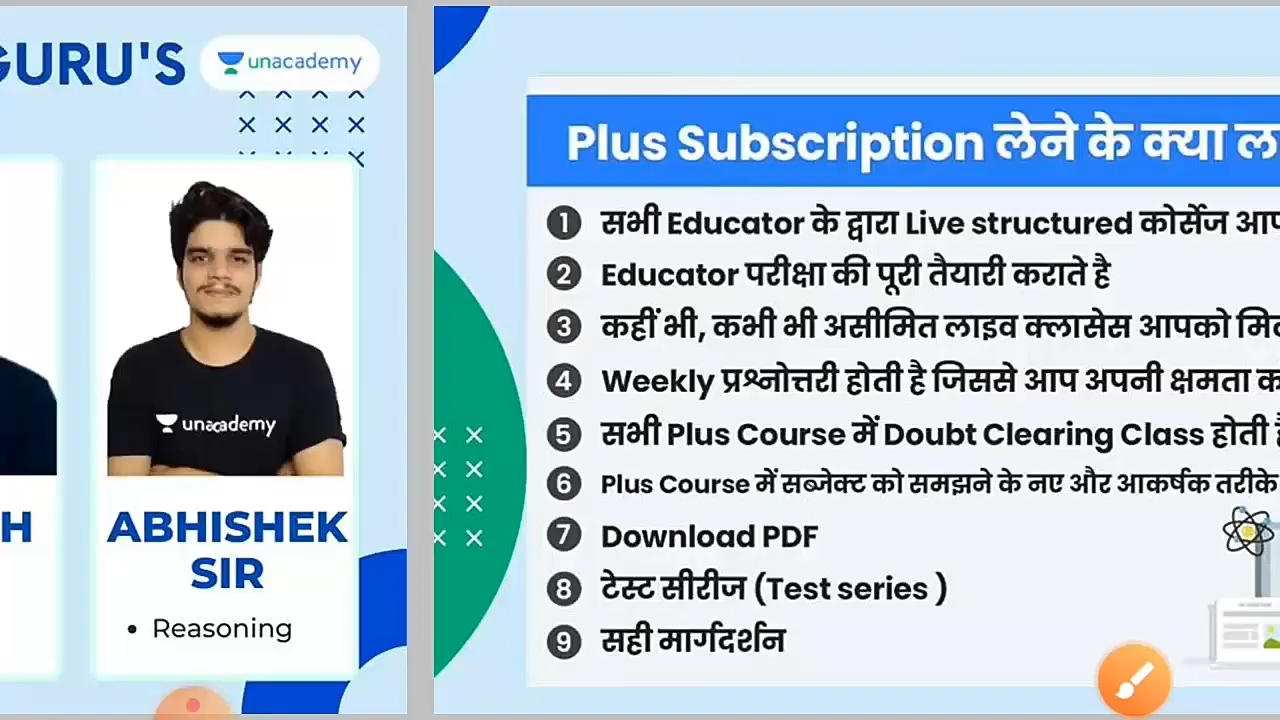 GURU'S
unacademy
unacademy
H
ABHISHEK
SIR
• Reasoning
Plus Subscription लेने के क्या
1 सभी Educator के द्वारा Live structured कोर्सेज
2 Educator परीक्षा की पूरी तैयारी कराते है
3 कहीं भी, कभी भी असीमित लाइव क्लासेस आपको
4 Weekly प्रश्नोत्तरी होती है जिससे आप अपनी क्षमता
5 सभी Plus Course में Doubt Clearing Class होती
6 Plus Course में सब्जेक्ट को समझने के नए और आकर्षक तरीके
7 Download PDF
8 टेस्ट सीरीज (Test series )
9 सही मार्गदर्शन